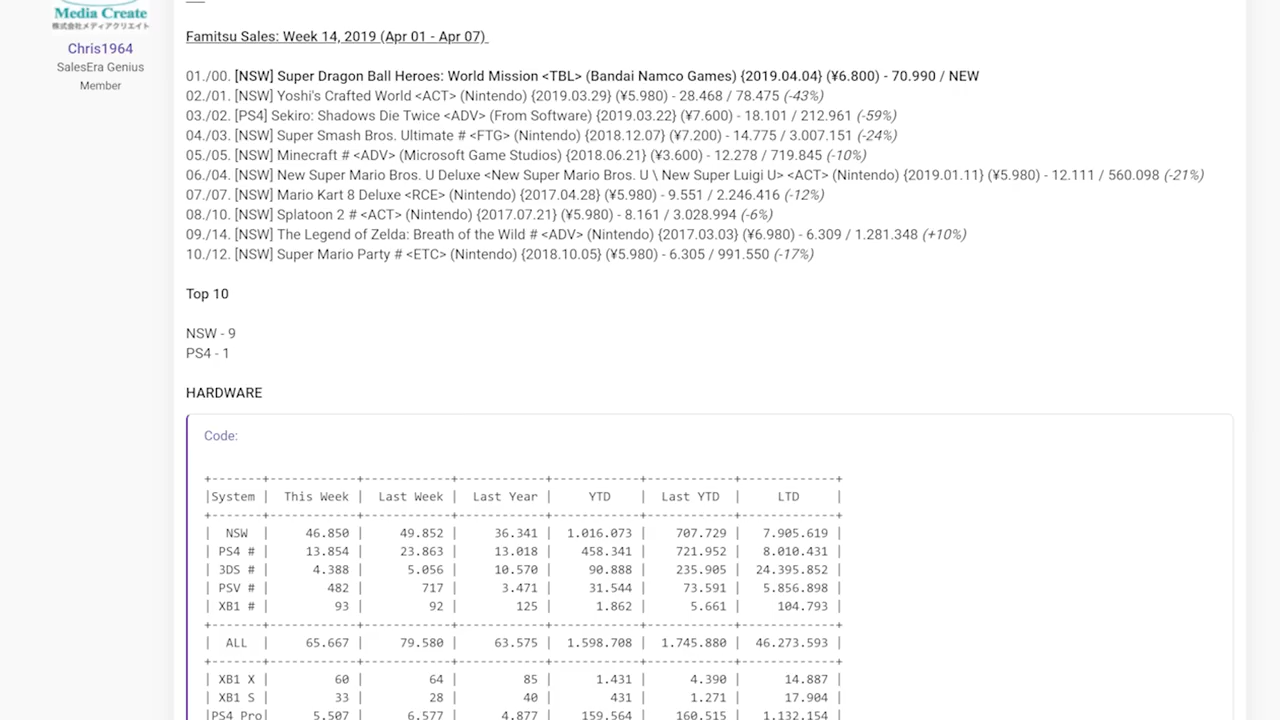 Media Create
株式会社メディアクリエイト
Chris1964
SalesEra Genius
Member
Famitsu Sales: Week 14, 2019 (Apr 01 - Apr 07)
01./00. [NSW] Super Dragon Ball Heroes: World Mission <TBL> (Bandai Namco Games) {2019.04.04} (¥6.800) - 70.990 / NEW
02./01. [NSW] Yoshi's Crafted World <ACT> (Nintendo) {2019.03.29} (¥5.980) - 28.468 / 78.475 (-43%)
03./02. [PS4] Sekiro: Shadows Die Twice <ADV> (From Software) {2019.03.22} (¥7.600) - 18.101 / 212.961 (-59%)
04./03. [NSW] Super Smash Bros. Ultimate # <FTG> (Nintendo) {2018.12.07} (¥7.200) - 14.775 / 3.007.151 (-24%)
05./05. [NSW] Minecraft # <ADV> (Microsoft Game Studios) {2018.06.21} (¥3.600) - 12.278 / 719.845 (-10%)
06./04. [NSW] New Super Mario Bros. U Deluxe <New Super Mario Bros. U \ New Super Luigi U> <ACT> (Nintendo) {2019.01.11} (¥5.980) - 12.111 / 560.098 (-21%)
07./07. [NSW] Mario Kart 8 Deluxe <RCE> (Nintendo) {2017.04.28} (¥5.980) - 9.551 / 2.246.416 (-12%)
08./10. [NSW] Splatoon 2 # <ACT> (Nintendo) {2017.07.21} (¥5.980) - 8.161 / 3.028.994 (-6%)
09./14. [NSW] The Legend of Zelda: Breath of the Wild # <ADV> (Nintendo) {2017.03.03} (¥6.980) - 6.309 / 1.281.348 (+10%)
10./12. [NSW] Super Mario Party # <ETC> (Nintendo) {2018.10.05} (¥5.980) - 6.305 / 991.550 (-17%)
Top 10
NSW - 9
PS4 - 1
HARDWARE
Code:
+------+-----------+-----------+-----------+-----------+-----------+-----------+
|System | This Week | Last Week | Last Year | YTD | Last YTD | LTD |
+------+-----------+-----------+-----------+-----------+-----------+-----------+
| NSW | 46.850 | 49.852 | 36.341 | 1.016.073 | 707.729 | 7.905.619 |
| PS4 # | 13.854 | 23.863 | 13.018 | 458.341 | 721.952 | 8.010.431 |
| 3DS # | 4.388 | 5.056 | 10.570 | 90.888 | 235.905 | 24.395.852 |
| PSV # | 482 | 717 | 3.471 | 31.544 | 73.591 | 5.856.898 |
| XB1 # | 93 | 92 | 125 | 1.862 | 5.661 | 104.793 |
+------+-----------+-----------+-----------+-----------+-----------+-----------+
| ALL | 65.667 | 79.580 | 63.575 | 1.598.708 | 1.745.880 | 46.273.593 |
+------+-----------+-----------+-----------+-----------+-----------+-----------+
| XB1 X | 60 | 64 | 85 | 1.431 | 4.390 | 14.887 |
| XB1 S | 33 | 28 | 40 | 431 | 1.271 | 17.904 |
|PS4 Pro| 5.507 | 6.577 | 4.877 | 159.564 | 160.515 | 1.132.154 |